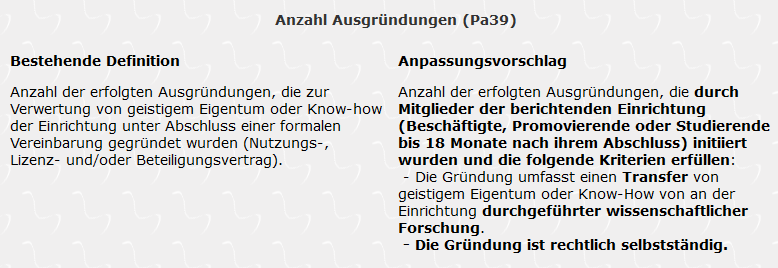 Anzahl Ausgründungen (Pa39)
Bestehende Definition
Anzahl der erfolgten Ausgründungen, die zur
Verwertung von geistigem Eigentum oder Know-how
der Einrichtung unter Abschluss einer formalen
Vereinbarung gegründet wurden (Nutzungs-,
Lizenz- und/oder Beteiligungsvertrag).
Anpassungsvorschlag
Anzahl der erfolgten Ausgründungen, die durch
Mitglieder der berichtenden Einrichtung
(Beschäftigte, Promovierende oder Studierende
bis 18 Monate nach ihrem Abschluss) initiiert
wurden und die folgende Kriterien erfüllen:
- Die Gründung umfasst einen Transfer von
geistigem Eigentum oder Know-How von an der
Einrichtung durchgeführter wissenschaftlicher
Forschung.
- Die Gründung ist rechtlich selbstständig.